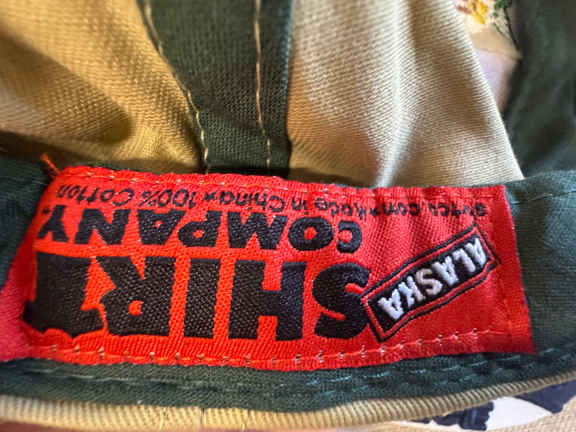 ALASKA
SHIRT
COMPANY.
Made in China * 100% Cotton